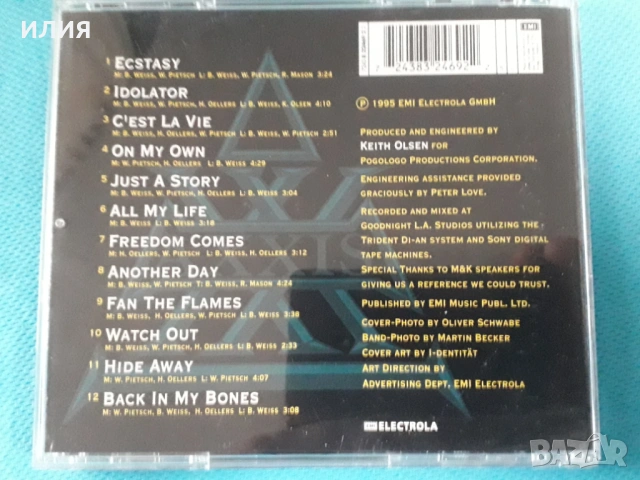 илия
1 Ecstasy
M: B. Weiss, W. Pietsch L: B. Weiss, W. Pietsch, R. Mason 3:24
2 Idolator
M: B. Weiss, W. Pietsch, H. Oellers L: B. Weiss, K. Olsen 4:10
3 C'est La Vie
M: B. Weiss, H. Oellers, W. Pietsch L: B. Weiss, W. Pietsch 2:51
4 On My Own
M: W. Pietsch, H. Oellers L: B. Weiss 4:29
5 Just A Story
M: B. Weiss, W. Pietsch, H. Oellers L: B. Weiss 3:04
6 All My Life
M: B. Weiss L: B. Weiss 3:18
7 Freedom Comes
M: H. Oellers, W. Pietsch L: B. Weiss, H. Oellers 3:12
8 Another Day
M: B. Weiss, W. Pietsch T: B. Weiss, R. Mason 4:24
9 Fan The Flames
M: B. Weiss, W. Pietsch, H. Oellers L: B. Weiss 3:38
10 Watch Out
M: B. Weiss, W. Pietsch, H. Oellers L: B. Weiss 2:33
11 Hide Away
M: W. Pietsch, H. Oellers L: W. Pietsch 4:07
12 Back In My Bones
M: W. Pietsch, B. Weiss, H. Oellers L: B. Weiss 3:08
EMI
7 24383 24692 2
℗ 1995 EMI Electrola GmbH
Produced and engineered by
Keith Olsen for
Pogologo Productions Corporation.
Engineering assistance provided
graciously by Peter Love.
Recorded and mixed at
Goodnight L.A. Studios utilizing the
Trident Di-an system and Sony digital
tape machines.
Special Thanks to M&K speakers for
giving us a reference we could trust.
Published by EMI Music Publ. Ltd.
Cover-Photo by Oliver Schwabe
Band-Photo by Martin Becker
Cover art by i-dentität
Art Direction by
Advertising Dept. EMI Electrola
EMI ELECTROLA
BAZAR